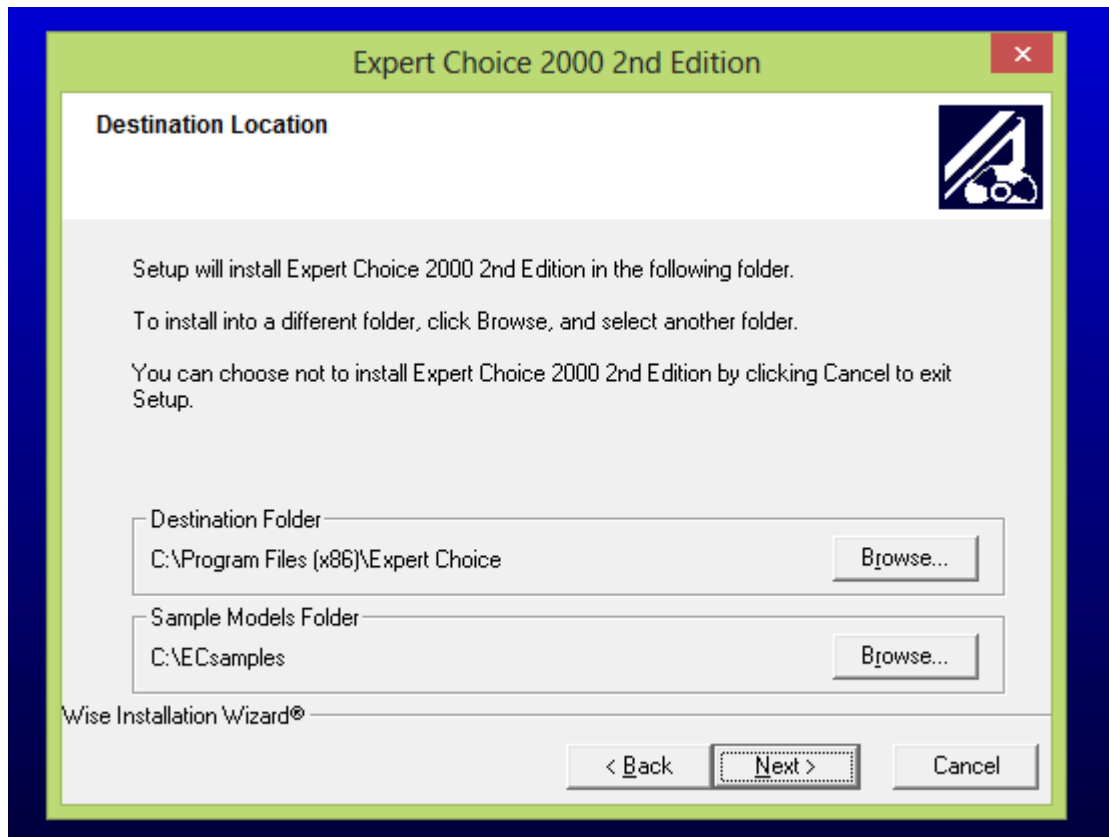 Expert Choice 2000 2nd Edition
Destination Location
Setup will install Expert Choice 2000 2nd Edition in the following folder.
To install into a different folder, click Browse, and select another folder.
You can choose not to install Expert Choice 2000 2nd Edition by clicking Cancel to exit
Setup.
Destination Folder
C:\Program Files (x86)\Expert Choice
Browse...
Sample Models Folder
C:\ECsamples
Browse...
Wise Installation Wizard®
< Back Next > Cancel